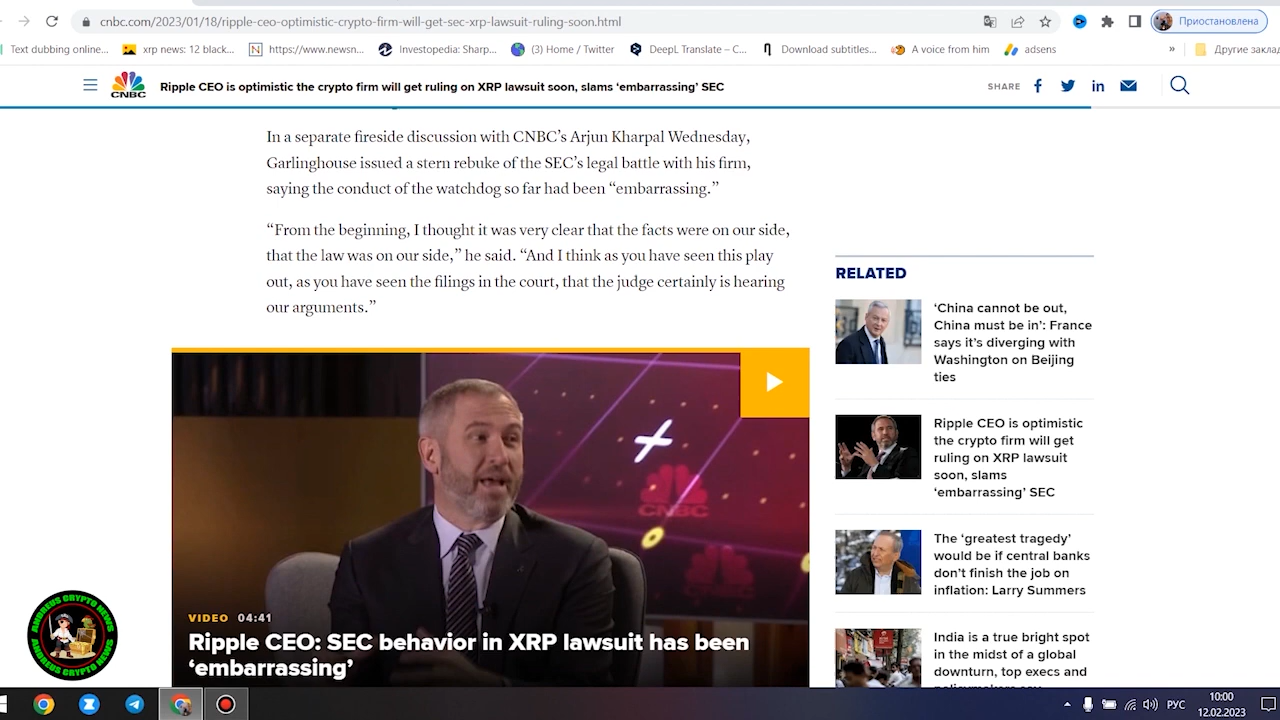 cnbc.com/2023/01/18/ripple-ceo-optimistic-crypto-firm-will-get-sec-xrp-lawsuit-ruling-soon.html
Приостановлена
Text dubbing online...
xrp news: 12 black...
https://www.newsn...
Investopedia: Sharp...
(3) Home / Twitter
DeepL Translate – C...
Download subtitles...
A voice from him
adsens
»
Другие заклад
CNBC
Ripple CEO is optimistic the crypto firm will get ruling on XRP lawsuit soon, slams ‘embarrassing’ SEC
SHARE
In a separate fireside discussion with CNBC’s Arjun Kharpal Wednesday,
Garlinghouse issued a stern rebuke of the SEC’s legal battle with his firm,
saying the conduct of the watchdog so far had been “embarrassing.”
“From the beginning, I thought it was very clear that the facts were on our side,
that the law was on our side,” he said. “And I think as you have seen this play
out, as you have seen the filings in the court, that the judge certainly is hearing
our arguments.”
CNBC
VIDEO 04:41
Ripple CEO: SEC behavior in XRP lawsuit has been
‘embarrassing’
RELATED
‘China cannot be out,
China must be in’: France
says it’s diverging with
Washington on Beijing
ties
Ripple CEO is optimistic
the crypto firm will get
ruling on XRP lawsuit
soon, slams
‘embarrassing’ SEC
The ‘greatest tragedy’
would be if central banks
don’t finish the job on
inflation: Larry Summers
India is a true bright spot
in the midst of a global
downturn, top execs and
ANDREUS CRYPTO NEWS
ANDREUS CRYPTO NEWS
РУС
10:00
12.02.2023